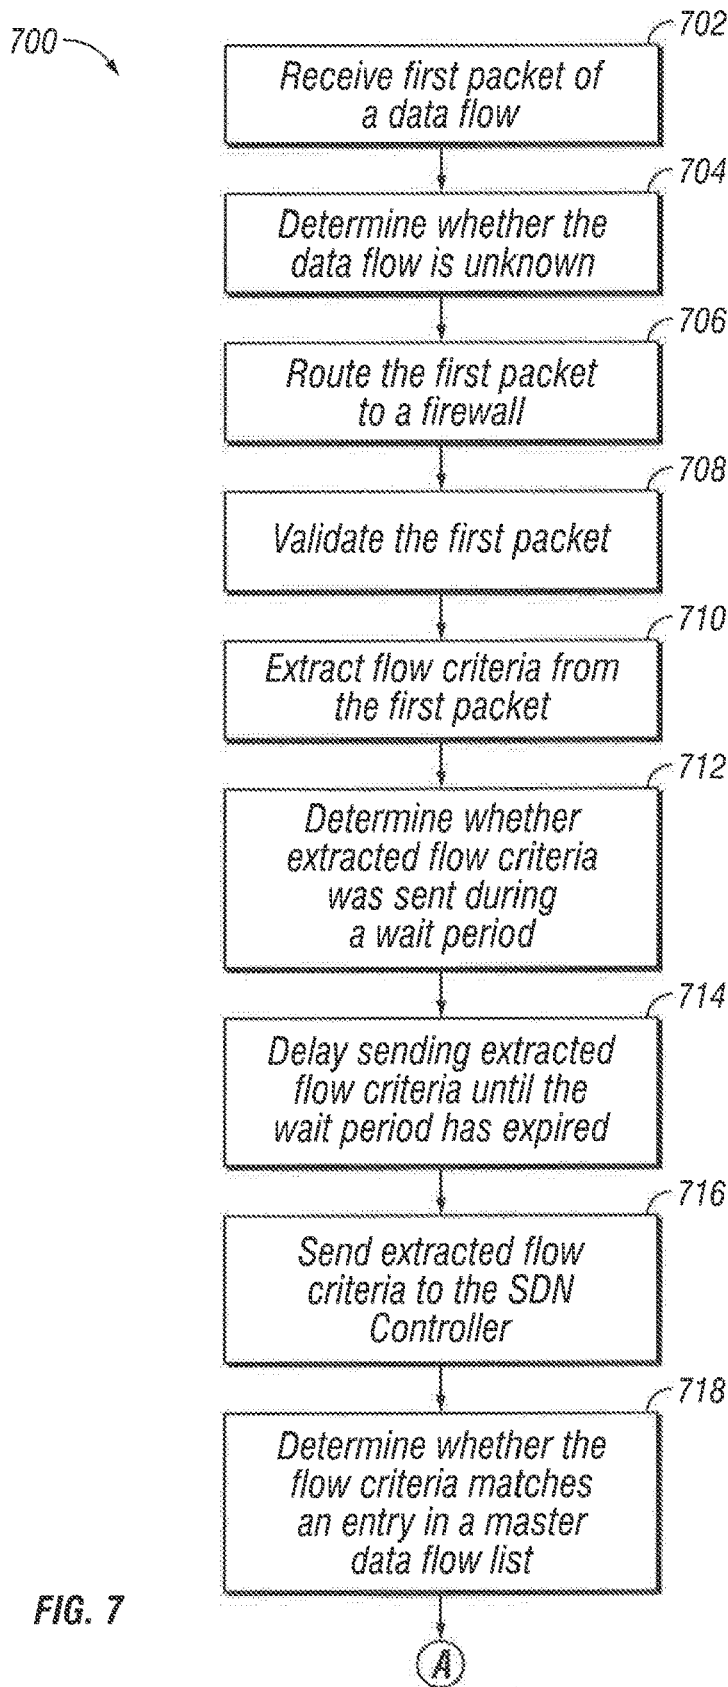 700
702
Receive first packet of
a data flow
704
Determine whether the
data flow is unknown
706
Route the first packet
to a firewall
708
Validate the first packet
710
Extract flow criteria from
the first packet
712
Determine whether
extracted flow criteria
was sent during
a wait period
714
Delay sending extracted
flow criteria until the
wait period has expired
716
Send extracted flow
criteria to the SDN
Controller
718
Determine whether the
flow criteria matches
an entry in a master
data flow list
FIG. 7
A